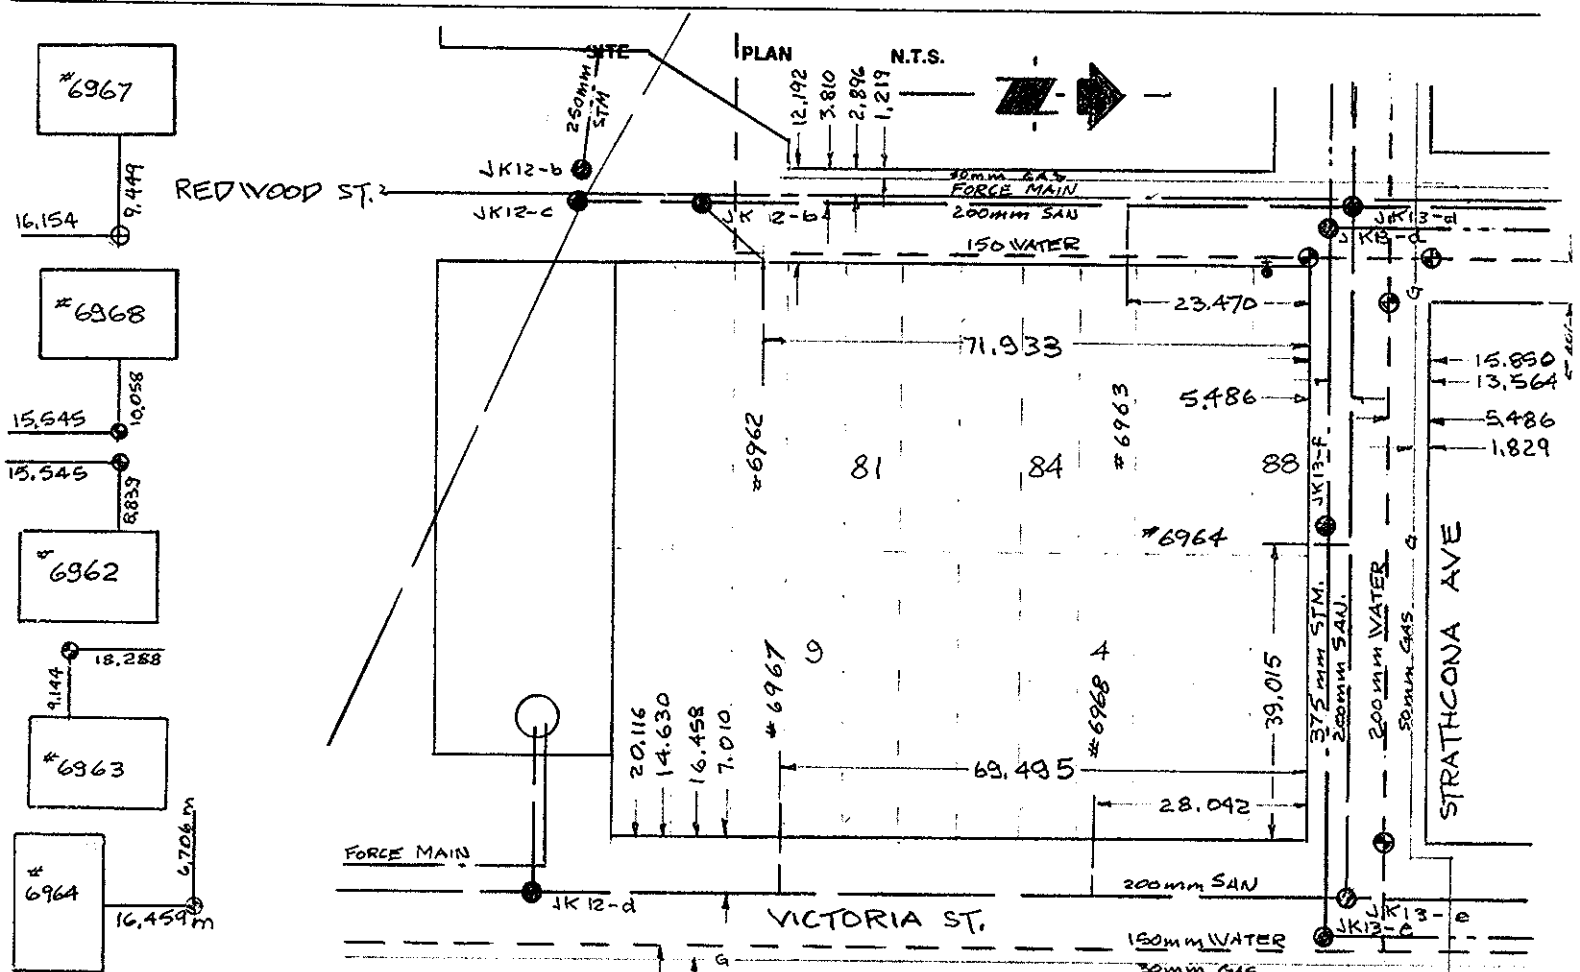 SITE PLAN N.T.S.
#6967
9.449
16,154
#6968
10.058
15,545
15.545
8.839
#6962
18.288
9.144
#6963
#6964
6.706 m
16.459 m
250mm STM
JK12-b
REDWOOD ST.
JK12-c
JK 12-b
12.192
3.810
2.896
1.219
FORCE MAIN
200mm SAN
150 WATER
JK13-d
JK13-d
G
23.470
71.933
5.486
15.850
13.564
5.486
1.829
#6962
#6963
81
84
88
JK13-f
#6964
39.015
375mm STM.
200mm SAN.
200mm WATER
50mm GAS
G
STRATHCONA AVE
#6967
9
#6968
4
20.116
14.630
16.458
7.010
69.495
28.042
FORCE MAIN
200mm SAN
JK 12-d
VICTORIA ST.
JK13-e
JK13-e
150mm WATER
G